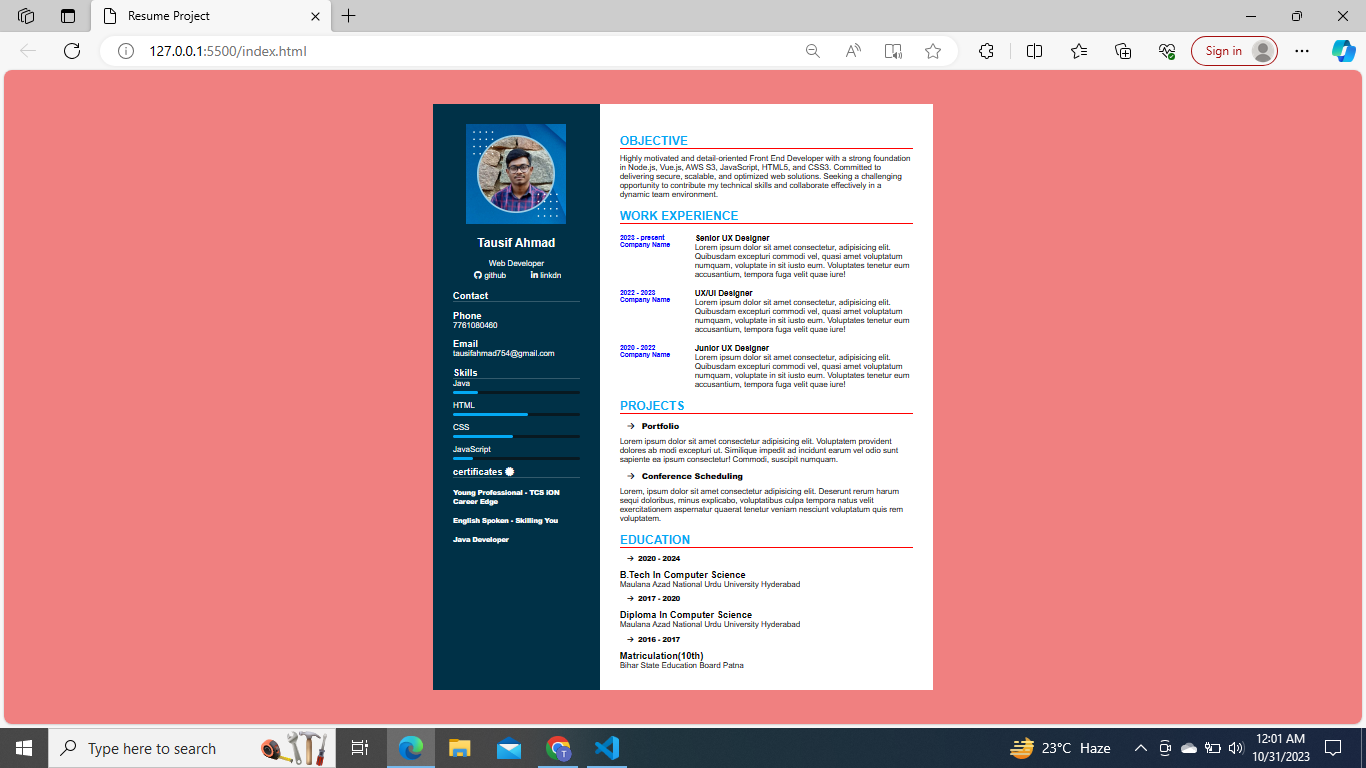 Resume Project
127.0.0.1:5500/index.html
Sign in
Tausif Ahmad
Web Developer
github linkdn
Contact
Phone
7761080460
Email
tausifahmad754@gmail.com
Skills
Java
HTML
CSS
JavaScript
certificates
Young Professional - TCS iON
Career Edge
English Spoken - Skilling You
Java Developer
OBJECTIVE
Highly motivated and detail-oriented Front End Developer with a strong foundation
in Node.js, Vue.js, AWS S3, JavaScript, HTML5, and CSS3. Committed to
delivering secure, scalable, and optimized web solutions. Seeking a challenging
opportunity to contribute my technical skills and collaborate effectively in a
dynamic team environment.
WORK EXPERIENCE
2023 - present
Company Name
Senior UX Designer
Lorem ipsum dolor sit amet consectetur, adipisicing elit.
Quibusdam excepturi commodi vel, quasi amet voluptatum
numquam, voluptate in sit iusto eum. Voluptates tenetur eum
accusantium, tempora fuga velit quae iure!
2022 - 2023
Company Name
UX/UI Designer
Lorem ipsum dolor sit amet consectetur, adipisicing elit.
Quibusdam excepturi commodi vel, quasi amet voluptatum
numquam, voluptate in sit iusto eum. Voluptates tenetur eum
accusantium, tempora fuga velit quae iure!
2020 - 2022
Company Name
Junior UX Designer
Lorem ipsum dolor sit amet consectetur, adipisicing elit.
Quibusdam excepturi commodi vel, quasi amet voluptatum
numquam, voluptate in sit iusto eum. Voluptates tenetur eum
accusantium, tempora fuga velit quae iure!
PROJECTS
→ Portfolio
Lorem ipsum dolor sit amet consectetur adipisicing elit. Voluptatem provident
dolores ab modi excepturi ut. Similique impedit ad incidunt earum vel odio sunt
sapiente ea ipsum consectetur! Commodi, suscipit numquam.
→ Conference Scheduling
Lorem, ipsum dolor sit amet consectetur adipisicing elit. Deserunt rerum harum
sequi doloribus, minus explicabo, voluptatibus culpa tempora natus velit
exercitationem aspernatur quaerat tenetur veniam nesciunt voluptatum quis rem
voluptatem.
EDUCATION
→ 2020 - 2024
B.Tech In Computer Science
Maulana Azad National Urdu University Hyderabad
→ 2017 - 2020
Diploma In Computer Science
Maulana Azad National Urdu University Hyderabad
→ 2016 - 2017
Matriculation(10th)
Bihar State Education Board Patna
Type here to search
T
23°C Haze
12:01 AM
10/31/2023